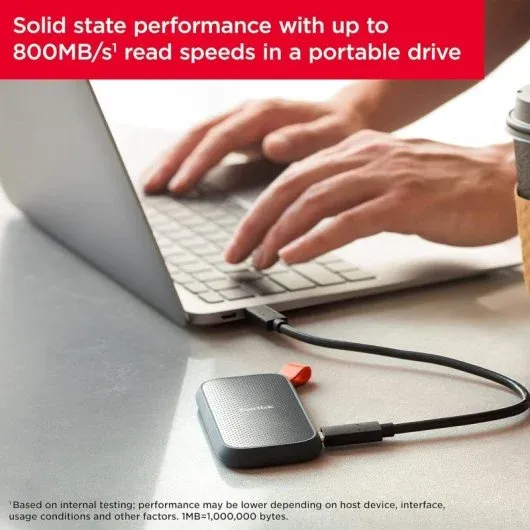 Solid state performance with up to
800MB/s¹ read speeds in a portable drive
SanDisk
¹Based on internal testing; performance may be lower depending on host device, interface,
usage conditions and other factors. 1MB=1,000,000 bytes.